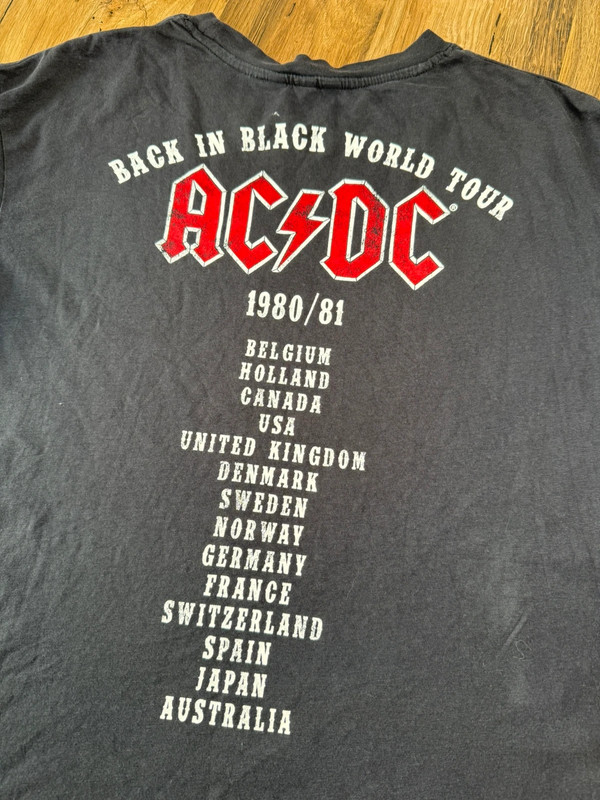 BACK IN BLACK WORLD TOUR
AC⚡DC®
1980/81
BELGIUM
HOLLAND
CANADA
USA
UNITED KINGDOM
DENMARK
SWEDEN
NORWAY
GERMANY
FRANCE
SWITZERLAND
SPAIN
JAPAN
AUSTRALIA